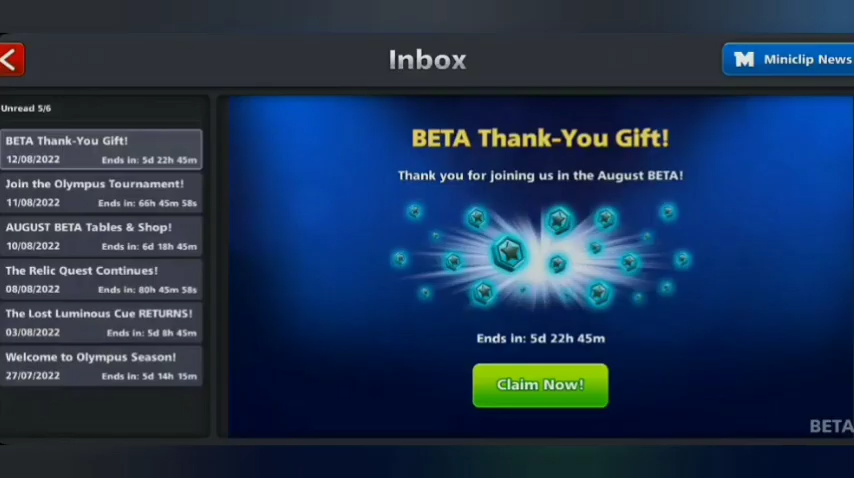 Inbox
M Miniclip News
Unread 5/6
BETA Thank-You Gift!
12/08/2022 Ends in: 5d 22h 45m
Join the Olympus Tournament!
11/08/2022 Ends in: 66h 45m 58s
AUGUST BETA Tables & Shop!
10/08/2022 Ends in: 6d 18h 45m
The Relic Quest Continues!
08/08/2022 Ends in: 80h 45m 58s
The Lost Luminous Cue RETURNS!
03/08/2022 Ends in: 5d 8h 45m
Welcome to Olympus Season!
27/07/2022 Ends in: 5d 14h 15m
BETA Thank-You Gift!
Thank you for joining us in the August BETA!
Ends in: 5d 22h 45m
Claim Now!
BETA